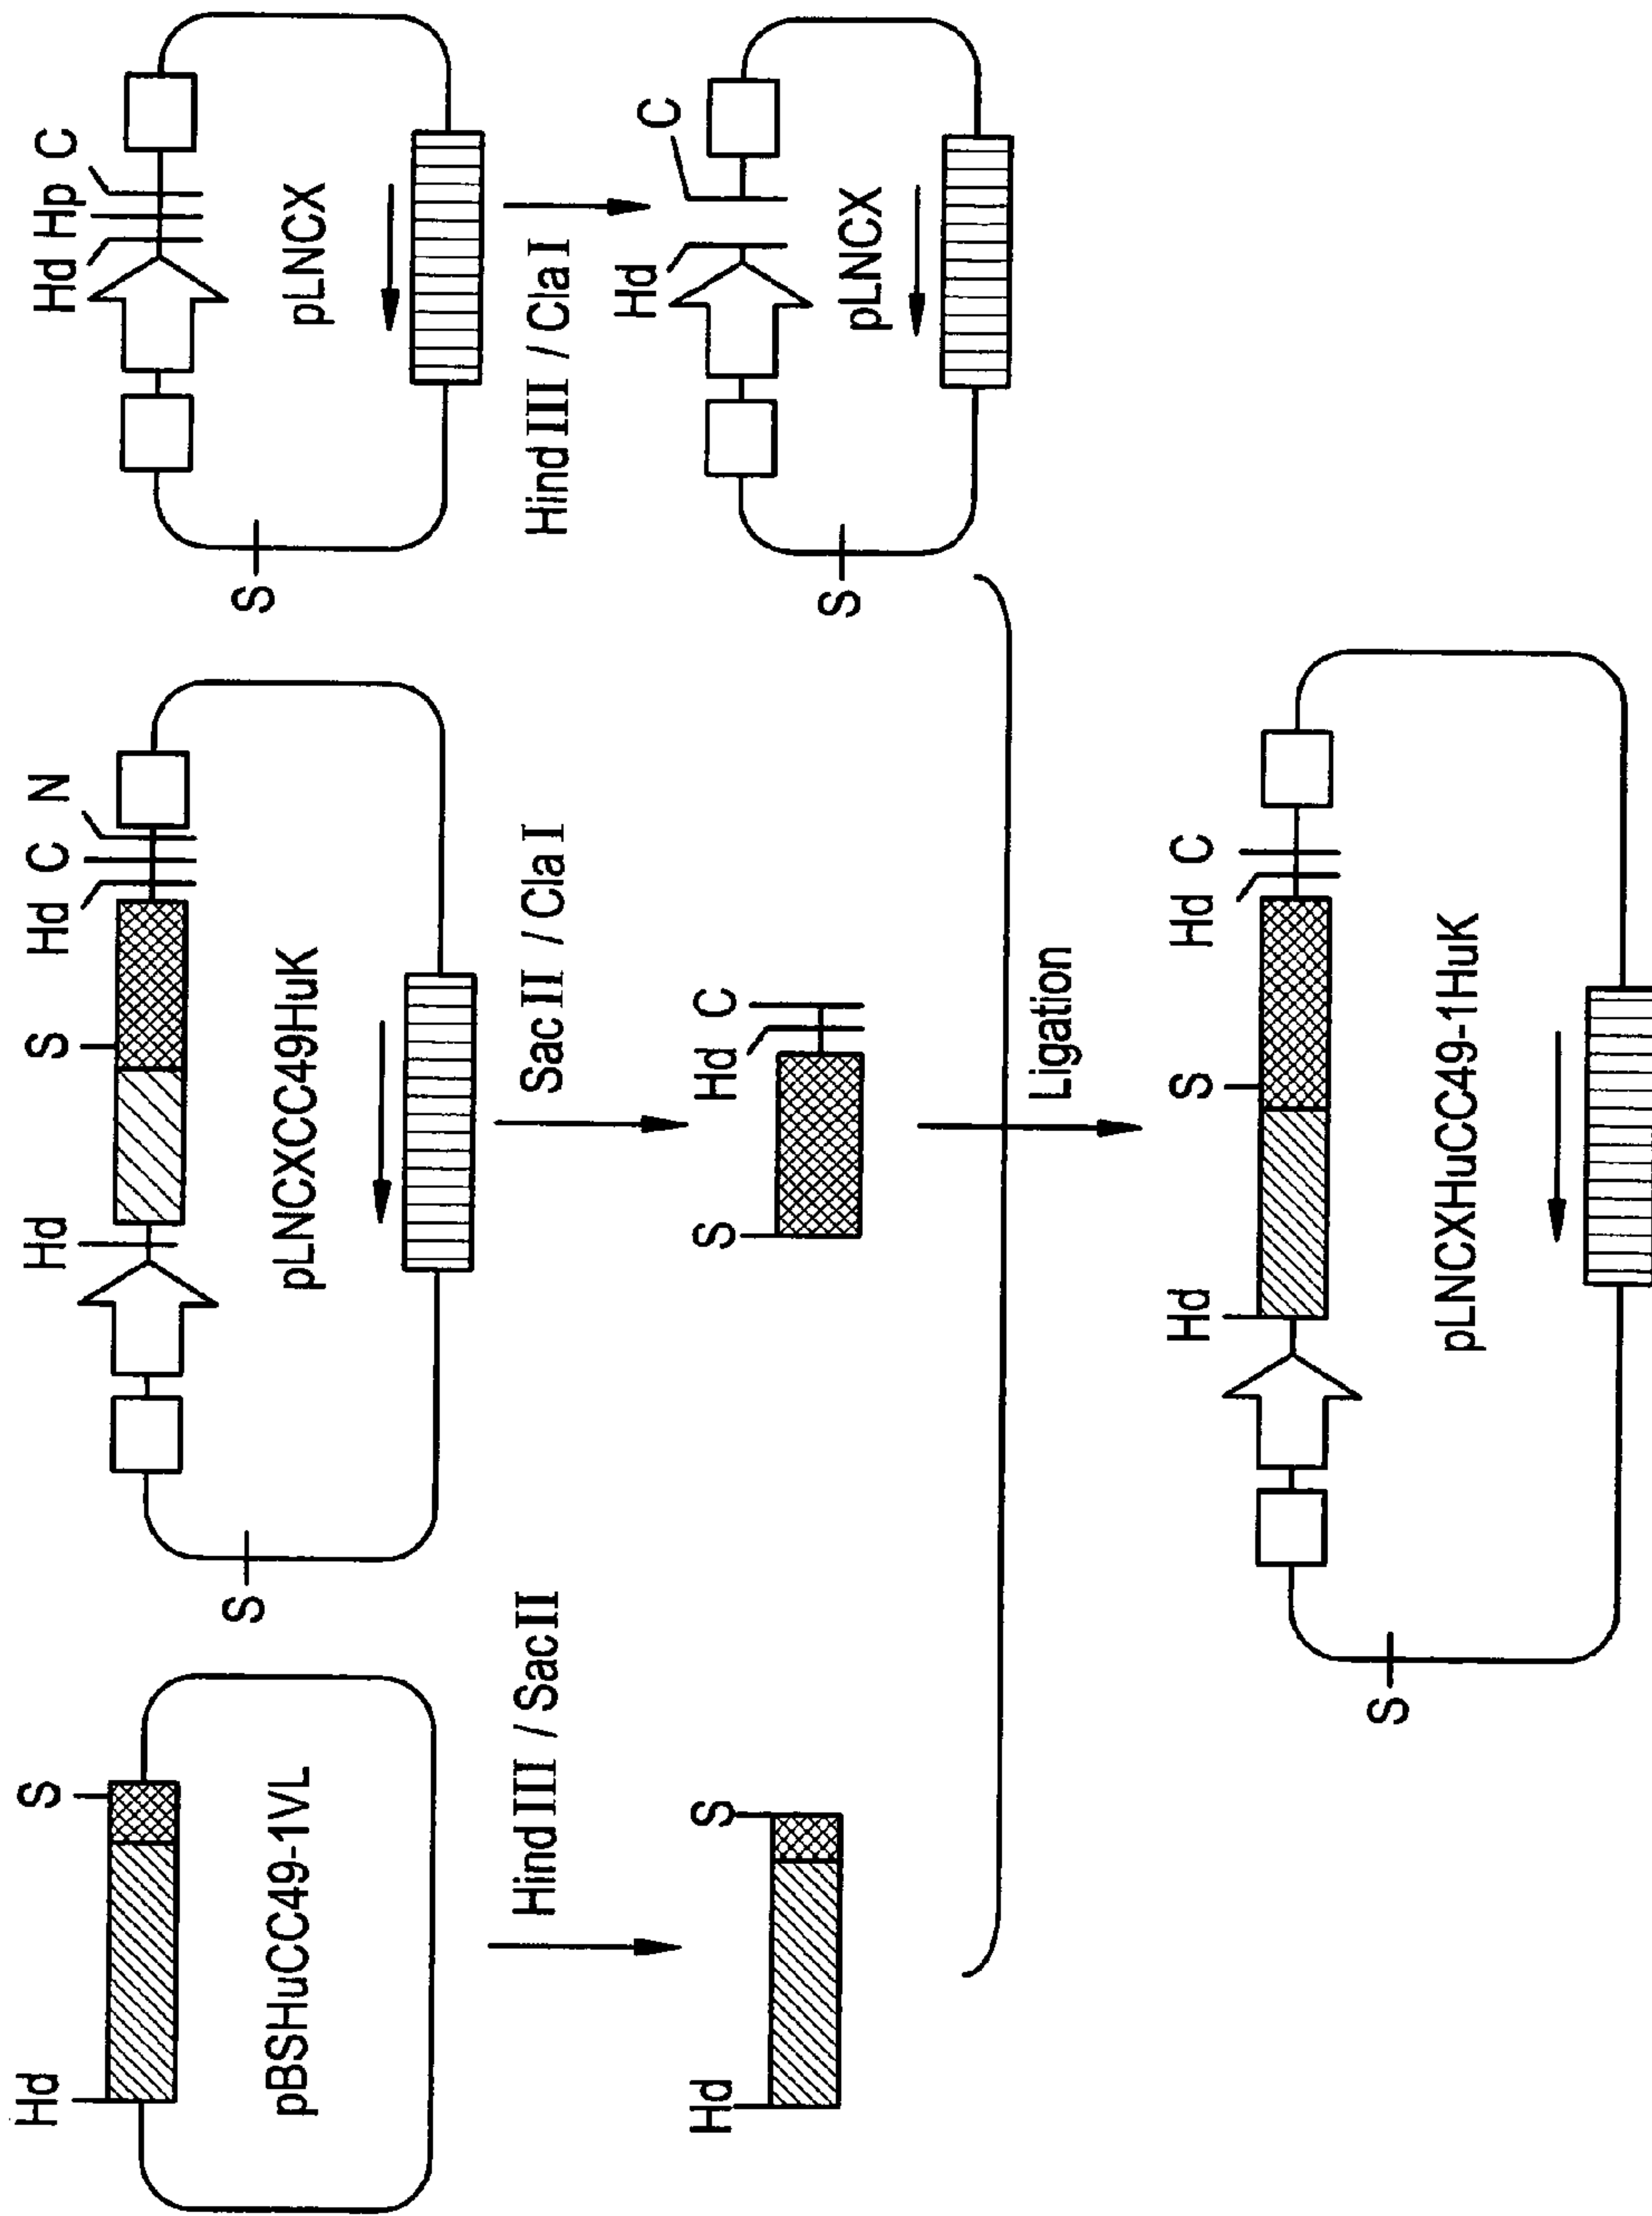 Hd S
pBSHuCC49-1VL
Hind III / Sac II
Hd S
S Hd S Hd C N
pLNCXCC49HuK
Sac II / Cla I
S Hd C
S Hd Hp C
pLNCX
Hind III / Cla I
S Hd C
pLNCX
Ligation
S Hd S Hd C
pLNCXHuCC49-1HuK